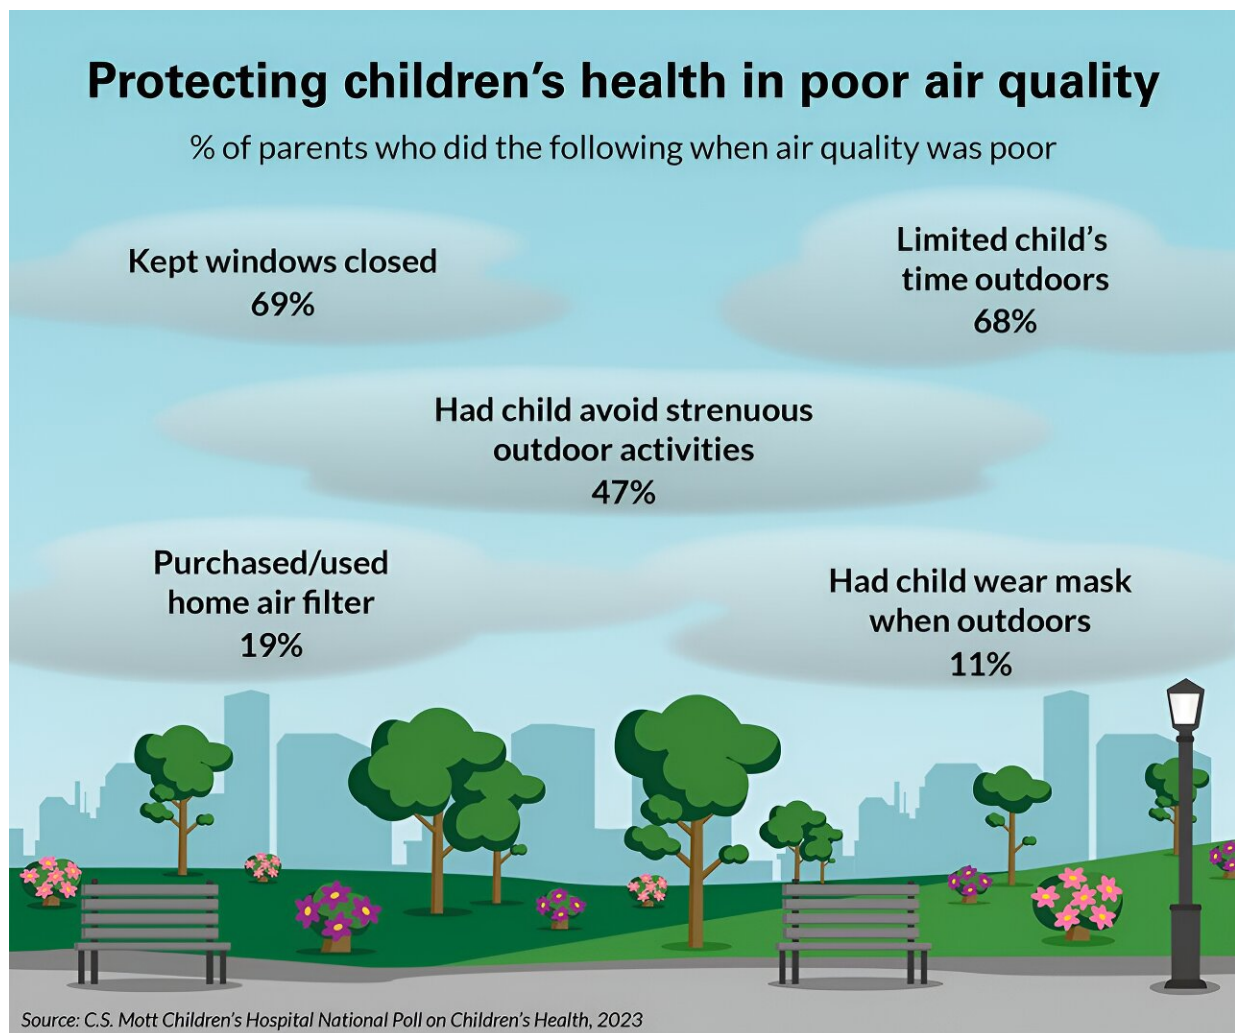 Protecting children’s health in poor air quality
% of parents who did the following when air quality was poor
Kept windows closed
69%
Limited child’s
time outdoors
68%
Had child avoid strenuous
outdoor activities
47%
Purchased/used
home air filter
19%
Had child wear mask
when outdoors
11%
Source: C.S. Mott Children’s Hospital National Poll on Children’s Health, 2023